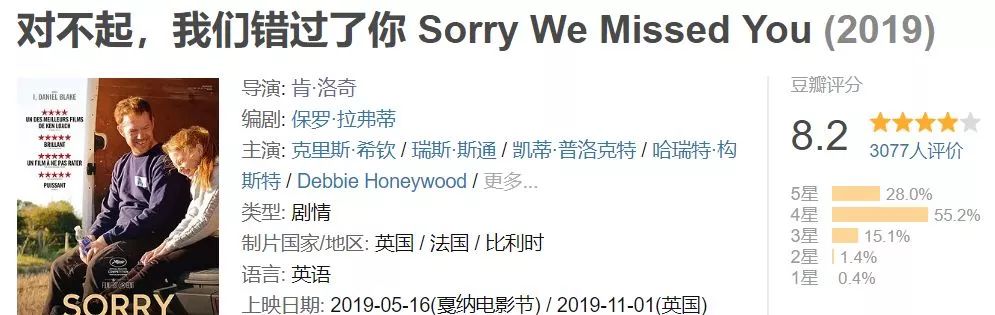 对不起，我们错过了你 Sorry We Missed You (2019)
I, DANIEL BLAKE
UN DES MEILLEURS FILMS
DE KEN LOACH
BRILLANT
UN FILM À NE PAS RATER
PUISSANT
SORRY
导演: 肯·洛奇
编剧: 保罗·拉弗蒂
主演: 克里斯·希钦 / 瑞斯·斯通 / 凯蒂·普洛克特 / 哈瑞特·构
斯特 / Debbie Honeywood / 更多...
类型: 剧情
制片国家/地区: 英国 / 法国 / 比利时
语言: 英语
上映日期: 2019-05-16(戛纳电影节) / 2019-11-01(英国)
豆瓣评分
8.2
3077人评价
5星 28.0%
4星 55.2%
3星 15.1%
2星 1.4%
1星 0.4%